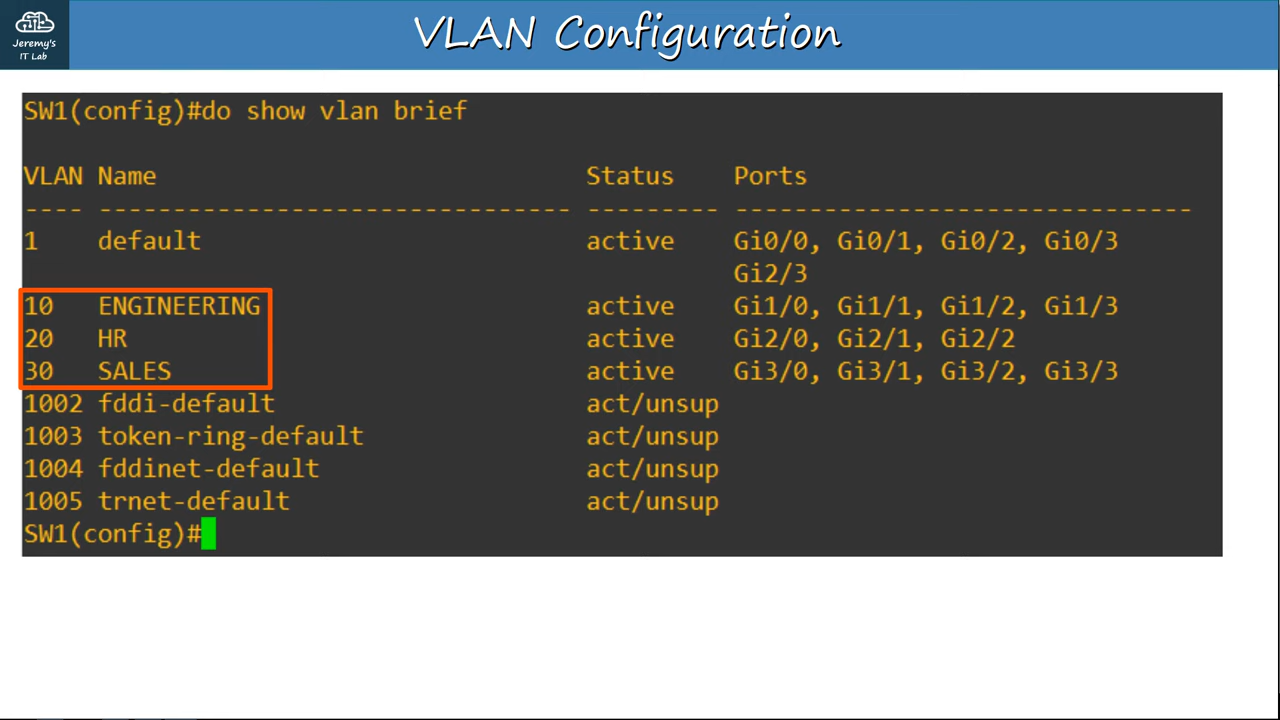 Jeremy's
IT Lab
VLAN Configuration
SW1(config)#do show vlan brief
VLAN Name Status Ports
---- -------------------------------- --------- -------------------------------
1 default active Gi0/0, Gi0/1, Gi0/2, Gi0/3
Gi2/3
10 ENGINEERING active Gi1/0, Gi1/1, Gi1/2, Gi1/3
20 HR active Gi2/0, Gi2/1, Gi2/2
30 SALES active Gi3/0, Gi3/1, Gi3/2, Gi3/3
1002 fddi-default act/unsup
1003 token-ring-default act/unsup
1004 fddinet-default act/unsup
1005 trnet-default act/unsup
SW1(config)#